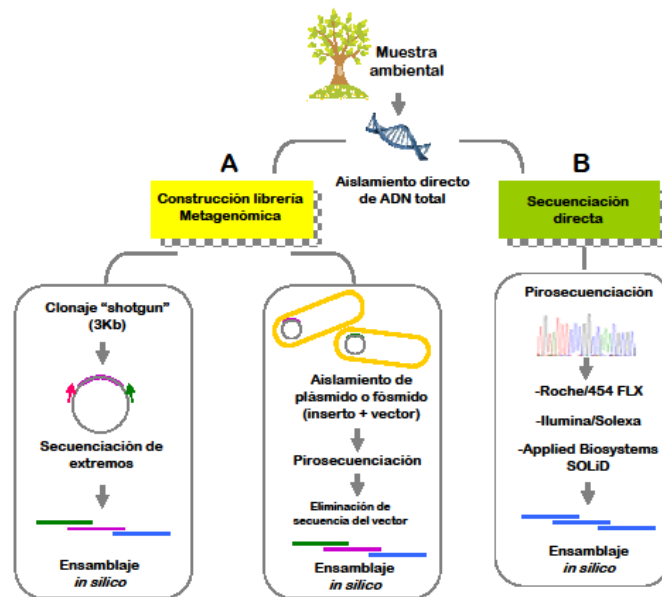 Muestra
ambiental
A
B
Aislamiento directo
de ADN total
Construcción librería
Metagenómica
Secuenciación
directa
Clonaje “shotgun”
(3Kb)
Secuenciación de
extremos
Ensamblaje
in silico
Aislamiento de
plásmido o fósmido
(inserto + vector)
Pirosecuenciación
Eliminación de
secuencia del vector
Ensamblaje
in silico
Pirosecuenciación
-Roche/454 FLX
-Ilumina/Solexa
-Applied Biosystems
SOLiD
Ensamblaje
in silico